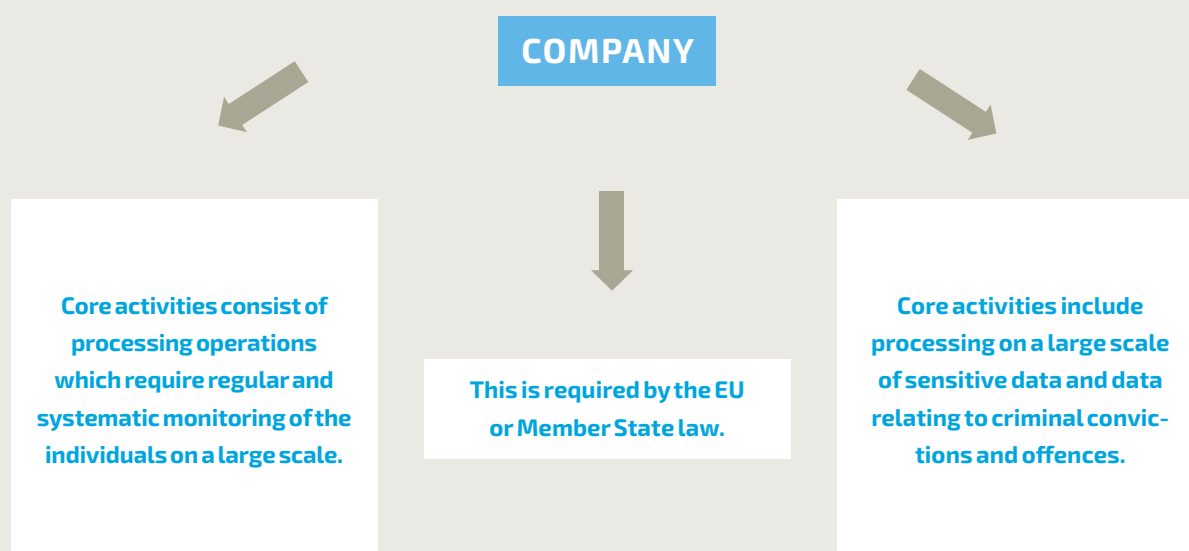 COMPANY
Core activities consist of
processing operations
which require regular and
systematic monitoring of the
individuals on a large scale.
This is required by the EU
or Member State law.
Core activities include
processing on a large scale
of sensitive data and data
relating to criminal convic-
tions and offences.